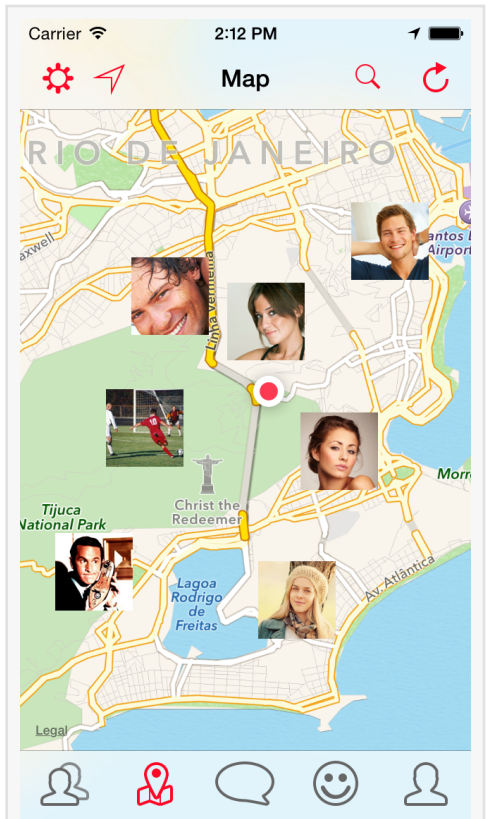 Carrier
2:12 PM
Map
RIO DE JANEIRO
axwell
antos D
Airport
Linha Vermelha
Christ the
Redeemer
Morro
Tijuca
National Park
Lagoa
Rodrigo
de
Freitas
Av. Atlântica
Legal